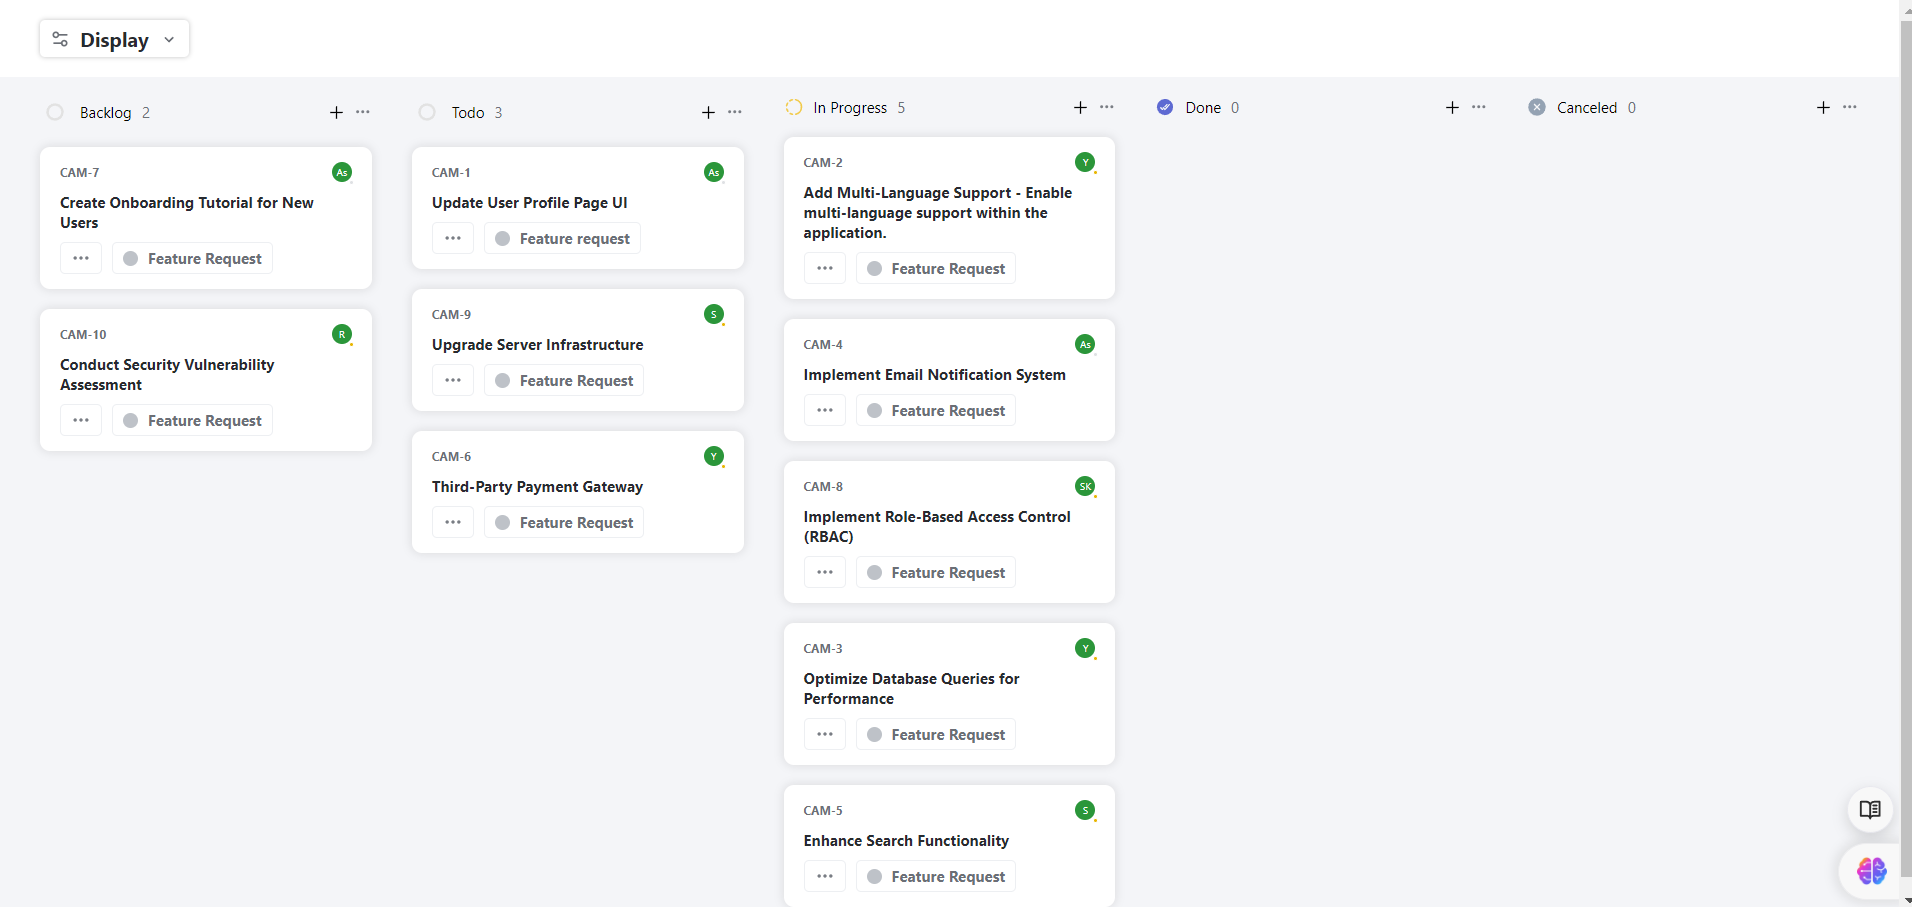 Display
Backlog 2
CAM-7
As
Create Onboarding Tutorial for New
Users
Feature Request
CAM-10
R
Conduct Security Vulnerability
Assessment
Feature Request
Todo 3
CAM-1
As
Update User Profile Page UI
Feature request
CAM-9
S
Upgrade Server Infrastructure
Feature Request
CAM-6
Y
Third-Party Payment Gateway
Feature Request
In Progress 5
CAM-2
Y
Add Multi-Language Support - Enable
multi-language support within the
application.
Feature Request
CAM-4
As
Implement Email Notification System
Feature Request
CAM-8
SK
Implement Role-Based Access Control
(RBAC)
Feature Request
CAM-3
Y
Optimize Database Queries for
Performance
Feature Request
CAM-5
S
Enhance Search Functionality
Feature Request
Done 0
Canceled 0